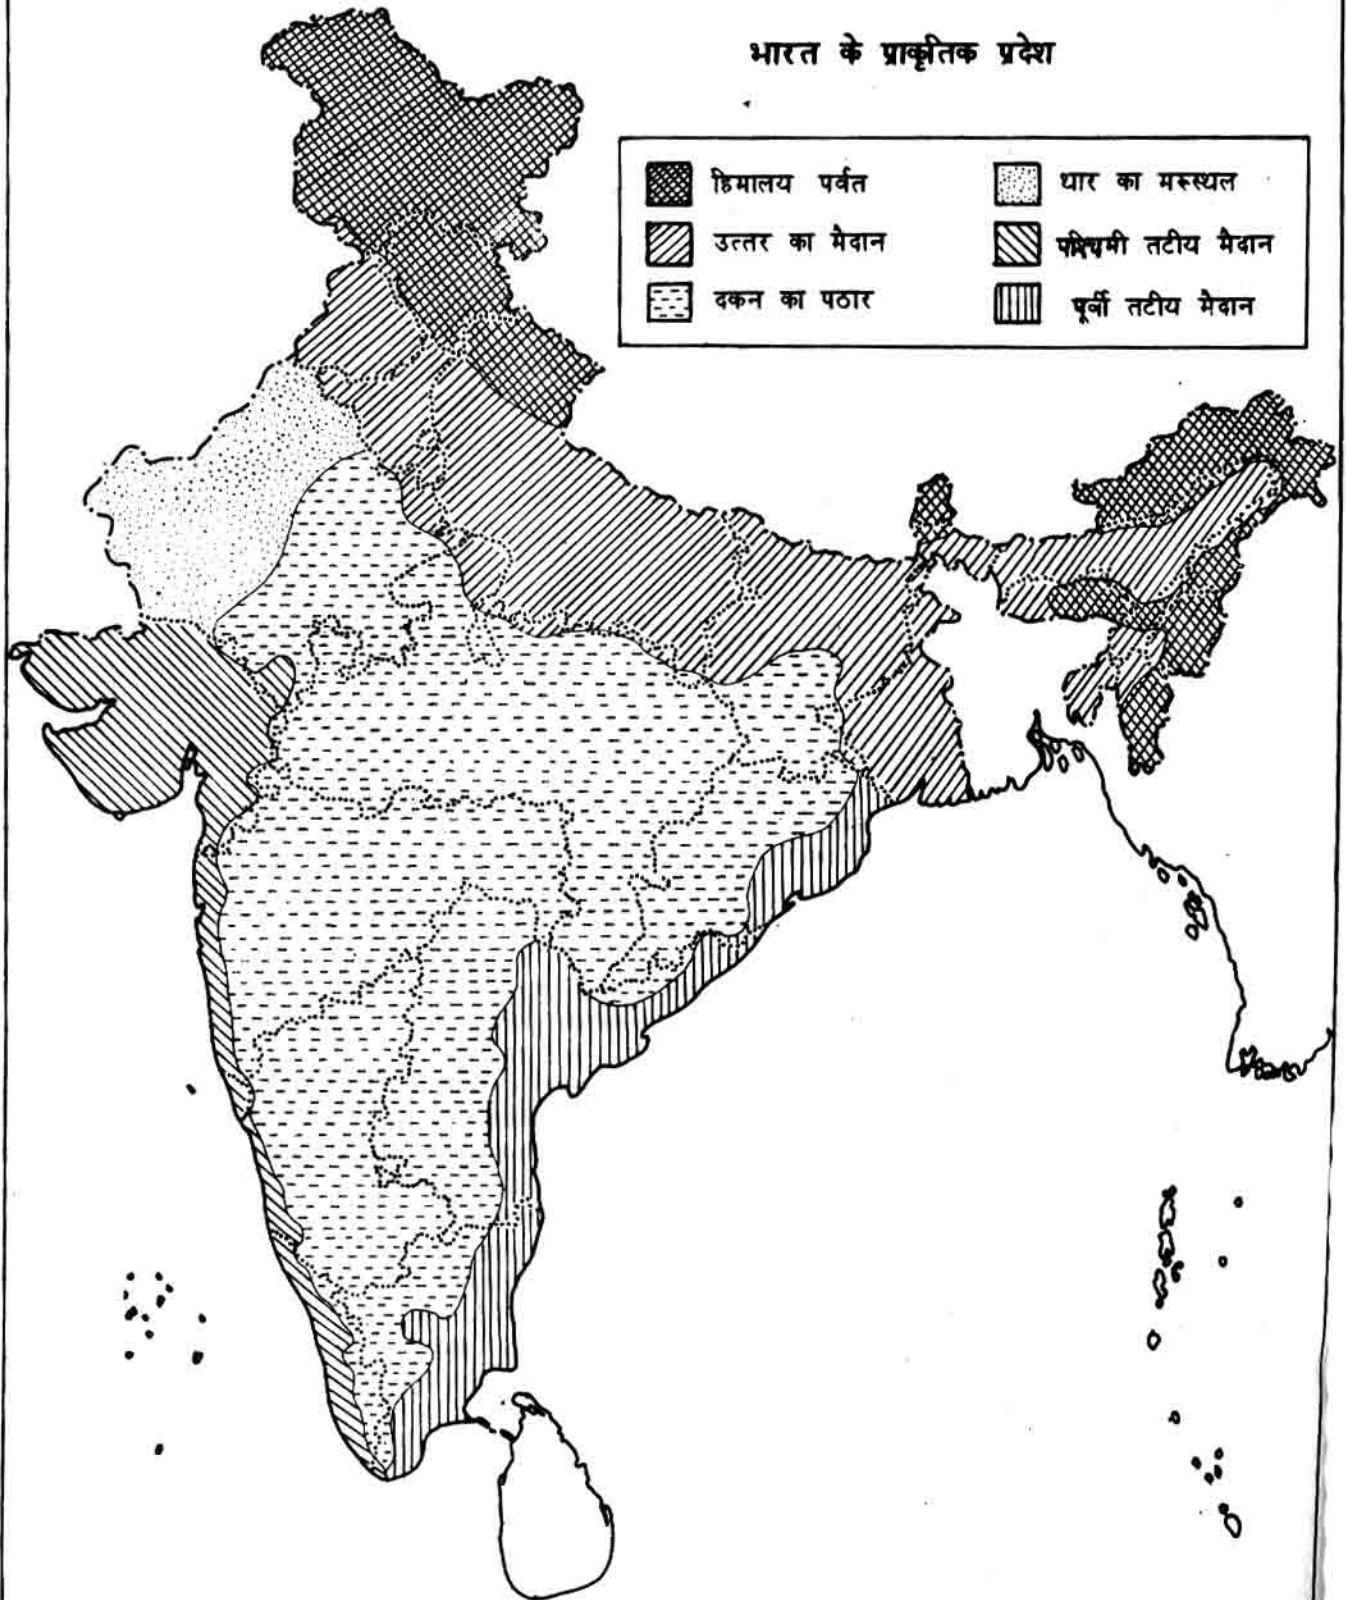 भारत के प्राकृतिक प्रदेश
हिमालय पर्वत
उत्तर का मैदान
दकन का पठार
थार का मरूस्थल
पश्चिमी तटीय मैदान
पूर्वी तटीय मैदान